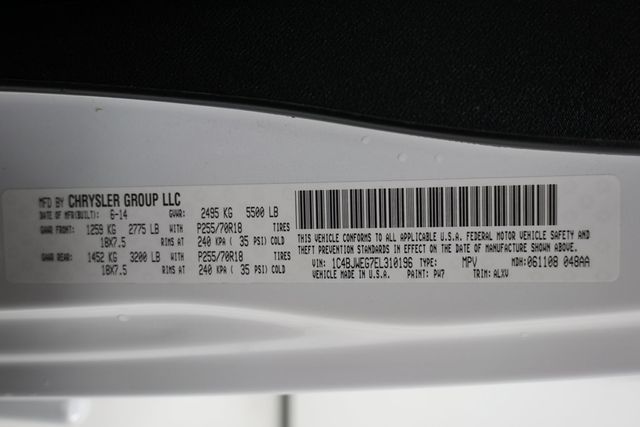 MFD BY CHRYSLER GROUP LLC
DATE OF MFD(BUILT): 6-14 GVWR: 2495 KG 5500 LB
GAWR FRONT: 1259 KG 2775 LB WITH P255/70R18 TIRES
18X7.5 RIMS AT 240 KPA ( 35 PSI) COLD
GAWR REAR: 1452 KG 3200 LB WITH P255/70R18 TIRES
18X7.5 RIMS AT 240 KPA ( 35 PSI) COLD
THIS VEHICLE CONFORMS TO ALL APPLICABLE U.S.A. FEDERAL MOTOR VEHICLE SAFETY AND
THEFT PREVENTION STANDARDS IN EFFECT ON THE DATE OF MANUFACTURE SHOWN ABOVE.
VIN: 1C4BJWEG7EL310196 TYPE: MPV MDH:061108 048AA
VEHICLE MADE IN U.S.A. PAINT: PW7 TRIM: ALXV